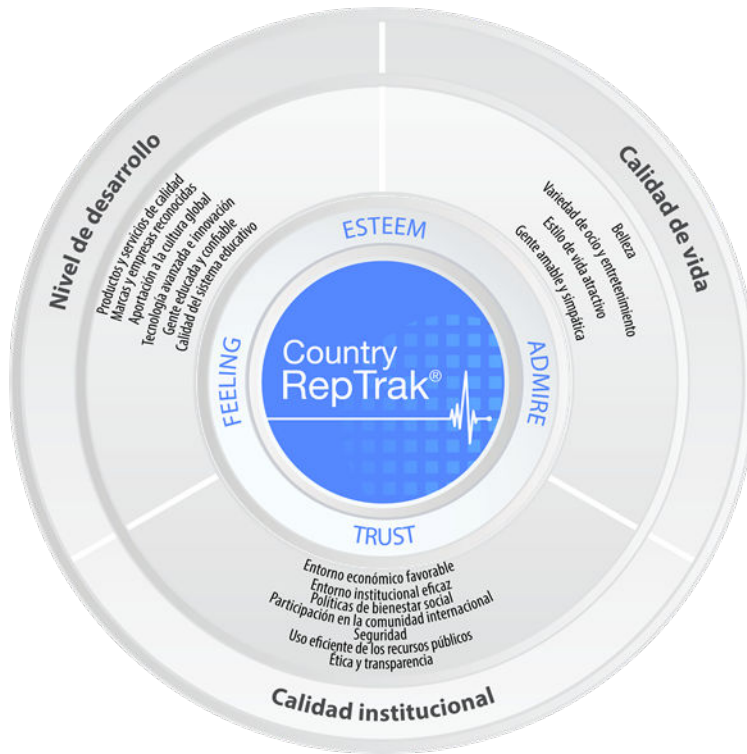 Nivel de desarrollo
Productos y servicios de calidad
Marcas y empresas reconocidas
Aportación a la cultura global
Tecnología avanzada e innovación
Gente educada y confiable
Calidad del sistema educativo
Calidad de vida
Belleza
Variedad de ocio y entretenimiento
Estilo de vida atractivo
Gente amable y simpática
ESTEEM
FEELING
ADMIRE
TRUST
Country
RepTrak®
Entorno económico favorable
Entorno institucional eficaz
Políticas de bienestar social
Participación en la comunidad internacional
Seguridad
Uso eficiente de los recursos públicos
Ética y transparencia
Calidad institucional